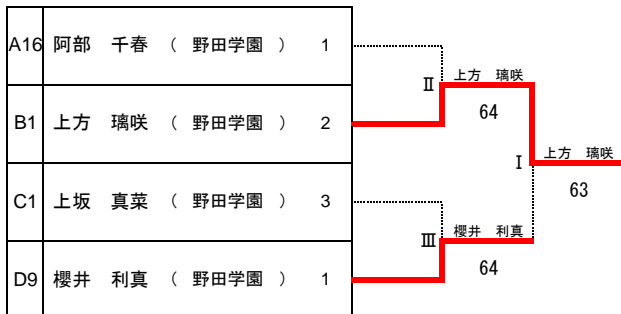 A16 阿部 千春 （ 野田学園 ） 1
B1 上方 璃咲 （ 野田学園 ） 2
C1 上坂 真菜 （ 野田学園 ） 3
D9 櫻井 利真 （ 野田学園 ） 1
Ⅱ 上方 璃咲
64
Ⅲ 櫻井 利真
64
Ⅰ 上方 璃咲
63